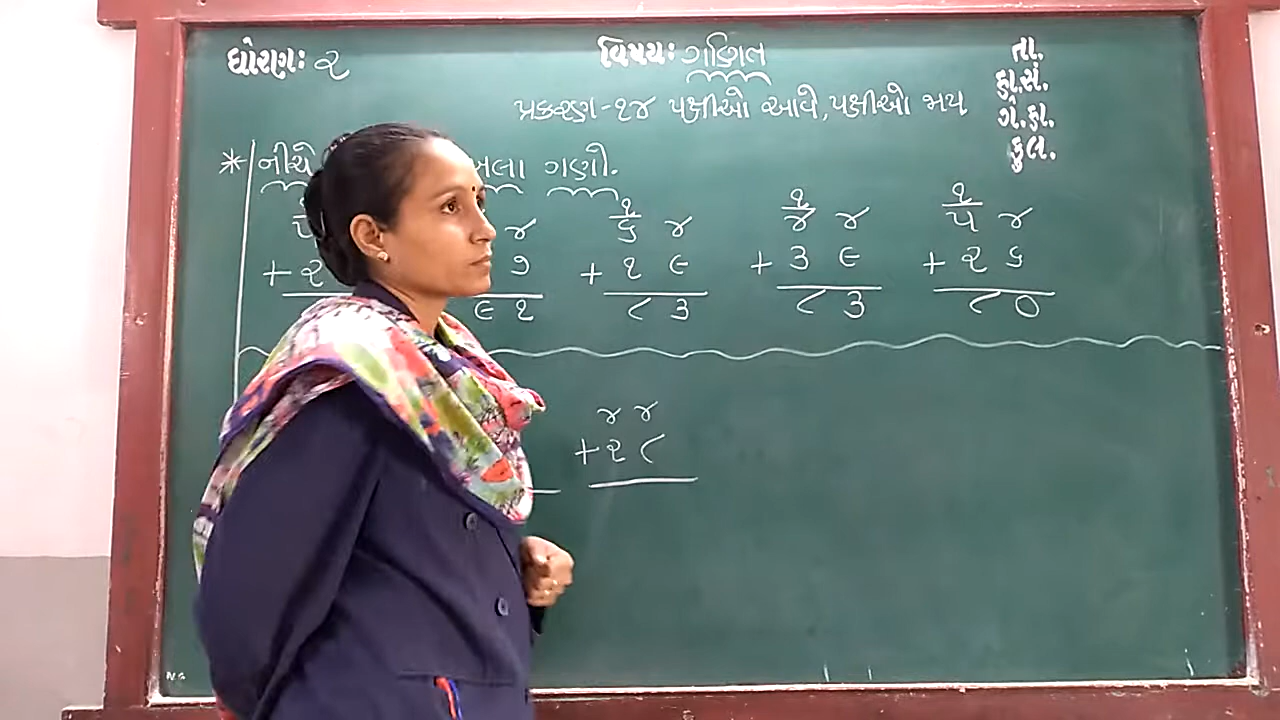 ધોરણઃ ૨ વિષયઃ ગણિત તા.
હા.સં.
પ્રકરણ-૧૪ પક્ષીઓ આવે, પક્ષીઓ જાય ગે.હા.
કુલ.
* નીચે ખલા ગણો.
૧ ૧ ૧
૪ ૬ ૪ ૪ ૪ ૫ ૪
+ ૨ ૭ + ૧ ૯ + ૩ ૯ + ૨ ૬
૯ ૧ ૮ ૩ ૮ ૩ ૮ ૦
૪ ૪
+ ૨ ૮